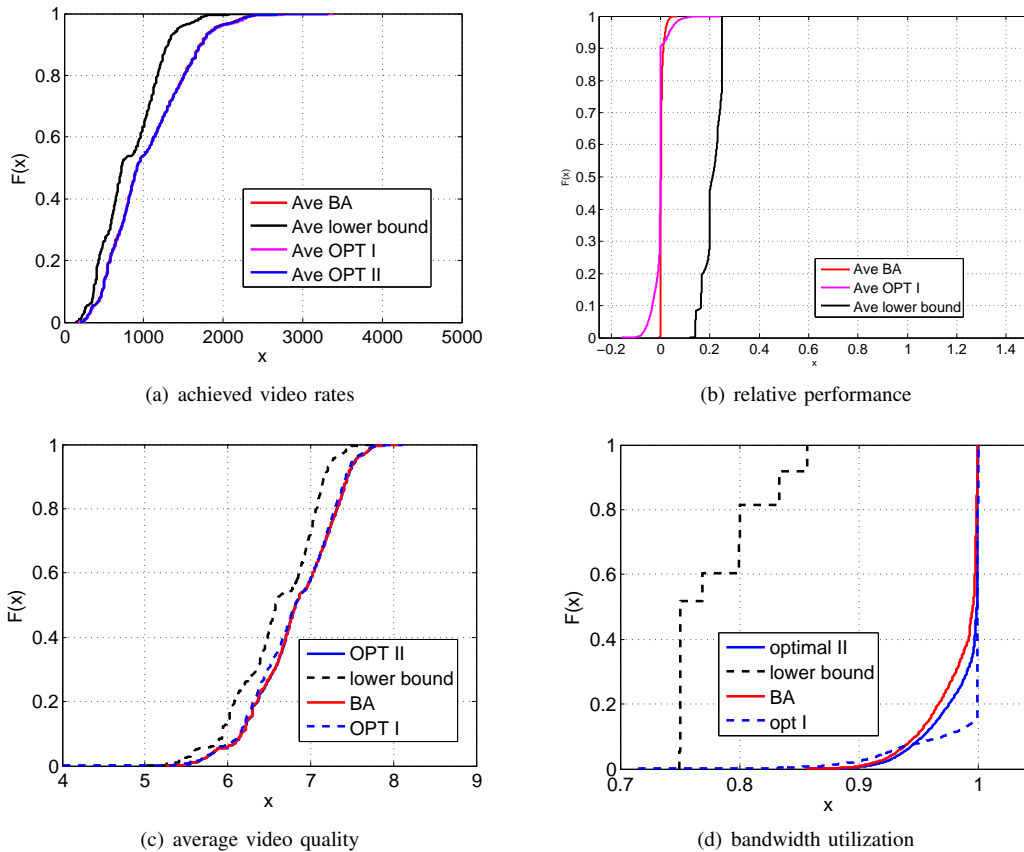 1
0.8
0.6
0.4
0.2
0
F(x)
0 1000 2000 3000 4000 5000
x
Ave BA
Ave lower bound
Ave OPT I
Ave OPT II
(a) achieved video rates
1
0.9
0.8
0.7
0.6
0.5
0.4
0.3
0.2
0.1
0
F(x)
−0.2 0 0.2 0.4 0.6 0.8 1 1.2 1.4
x
Ave BA
Ave OPT I
Ave lower bound
(b) relative performance
1
0.8
0.6
0.4
0.2
0
F(x)
4 5 6 7 8 9
x
OPT II
lower bound
BA
OPT I
(c) average video quality
1
0.8
0.6
0.4
0.2
0
F(x)
0.7 0.8 0.9 1
x
optimal II
lower bound
BA
opt I
(d) bandwidth utilization